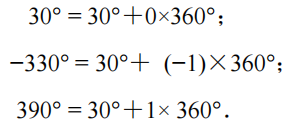 30° = 30°＋0×360°；
−330° = 30°＋ (−1)×360°；
390° = 30°＋1× 360°．